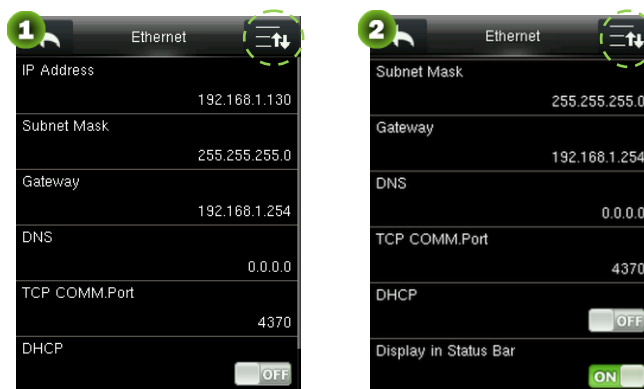 1
Ethernet
IP Address
192.168.1.130
Subnet Mask
255.255.255.0
Gateway
192.168.1.254
DNS
0.0.0.0
TCP COMM.Port
4370
DHCP
OFF
2
Ethernet
Subnet Mask
255.255.255.0
Gateway
192.168.1.254
DNS
0.0.0.0
TCP COMM.Port
4370
DHCP
OFF
Display in Status Bar
ON